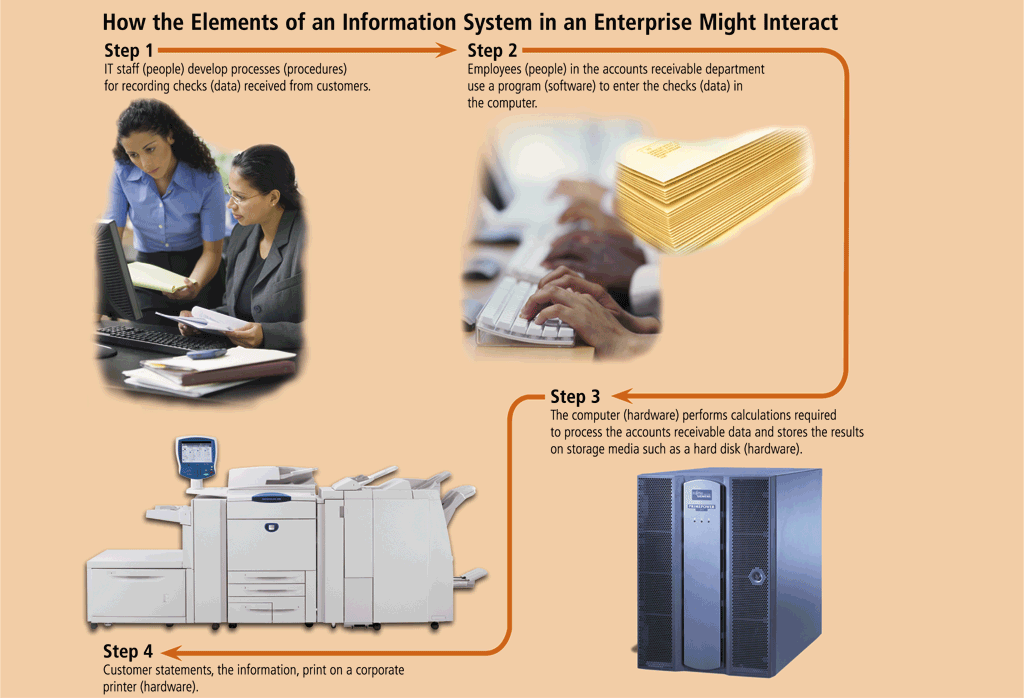 How the Elements of an Information System in an Enterprise Might Interact
Step 1
IT staff (people) develop processes (procedures)
for recording checks (data) received from customers.
Step 2
Employees (people) in the accounts receivable department
use a program (software) to enter the checks (data) in
the computer.
Step 3
The computer (hardware) performs calculations required
to process the accounts receivable data and stores the results
on storage media such as a hard disk (hardware).
PRIMEPOWER
Step 4
Customer statements, the information, print on a corporate
printer (hardware).